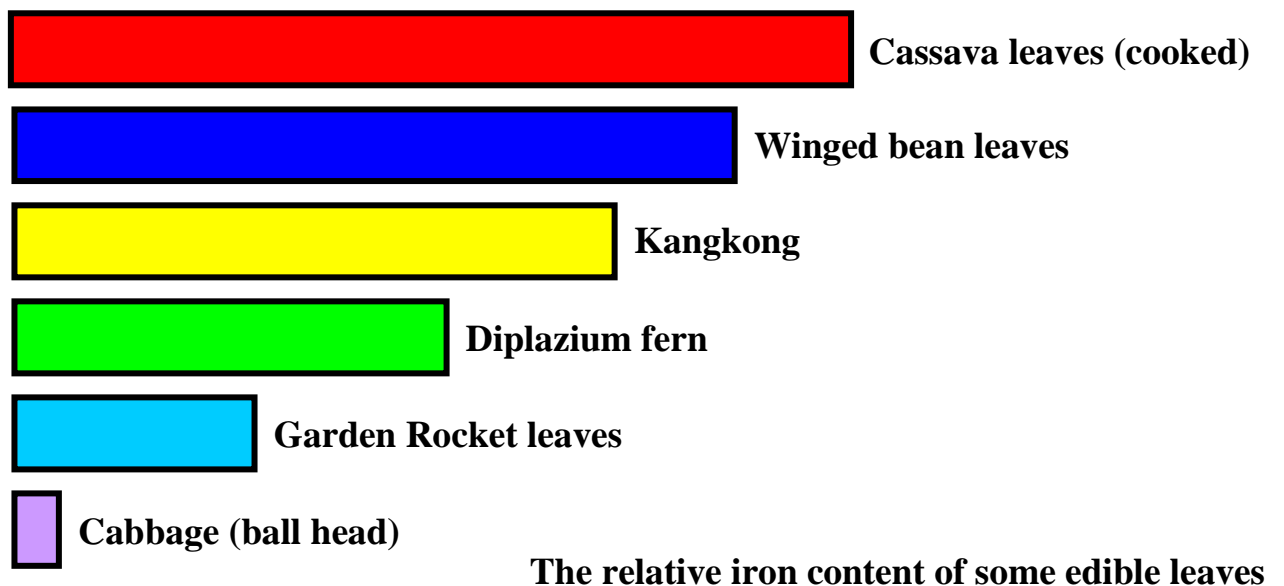 Cassava leaves (cooked)
Winged bean leaves
Kangkong
Diplazium fern
Garden Rocket leaves
Cabbage (ball head)
The relative iron content of some edible leaves